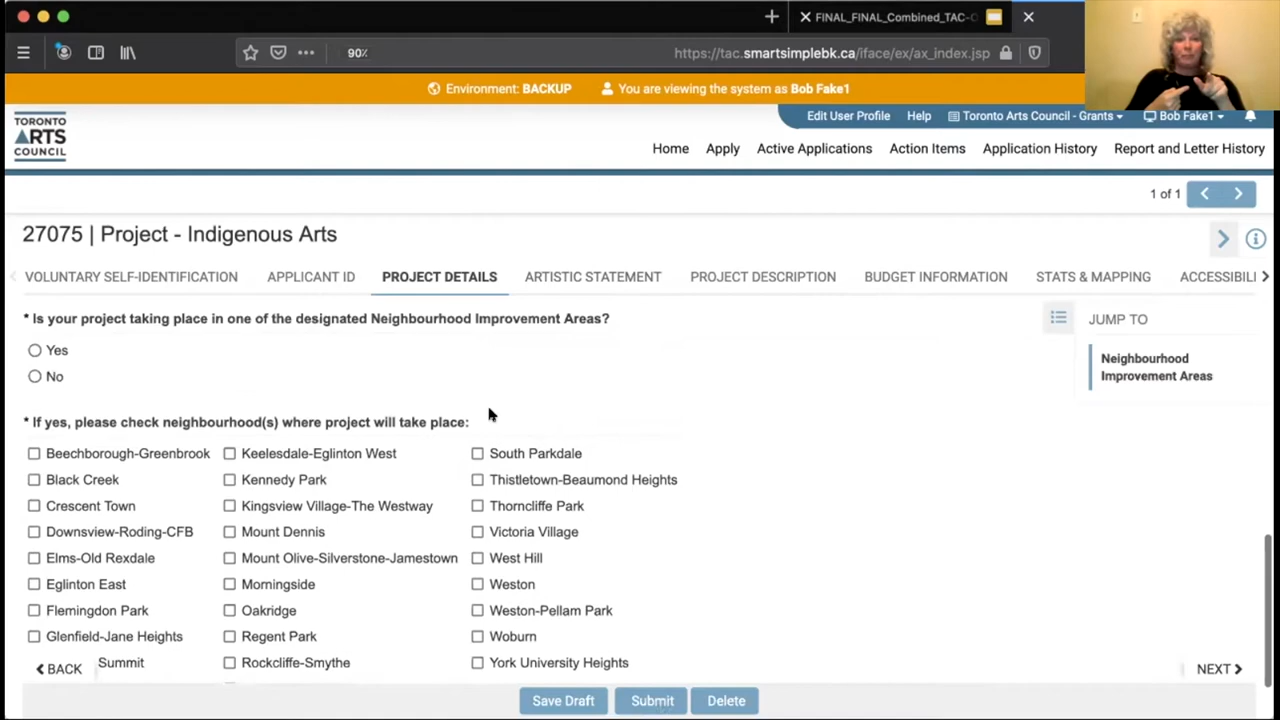 FINAL_FINAL_Combined_TAC-O
90%
https://tac.smartsimplebk.ca/iface/ex/ax_index.jsp
Environment: BACKUP
You are viewing the system as Bob Fake1
TORONTO
ARTS
COUNCIL
Edit User Profile
Help
Toronto Arts Council - Grants
Bob Fake1
Home
Apply
Active Applications
Action Items
Application History
Report and Letter History
1 of 1
27075 | Project - Indigenous Arts
VOLUNTARY SELF-IDENTIFICATION
APPLICANT ID
PROJECT DETAILS
ARTISTIC STATEMENT
PROJECT DESCRIPTION
BUDGET INFORMATION
STATS & MAPPING
ACCESSIBILI
* Is your project taking place in one of the designated Neighbourhood Improvement Areas?
Yes
No
JUMP TO
Neighbourhood
Improvement Areas
* If yes, please check neighbourhood(s) where project will take place:
Beechborough-Greenbrook
Keelesdale-Eglinton West
South Parkdale
Black Creek
Kennedy Park
Thistletown-Beaumond Heights
Crescent Town
Kingsview Village-The Westway
Thorncliffe Park
Downsview-Roding-CFB
Mount Dennis
Victoria Village
Elms-Old Rexdale
Mount Olive-Silverstone-Jamestown
West Hill
Eglinton East
Morningside
Weston
Flemingdon Park
Oakridge
Weston-Pellam Park
Glenfield-Jane Heights
Regent Park
Woburn
Summit
Rockcliffe-Smythe
York University Heights
BACK
NEXT
Save Draft
Submit
Delete